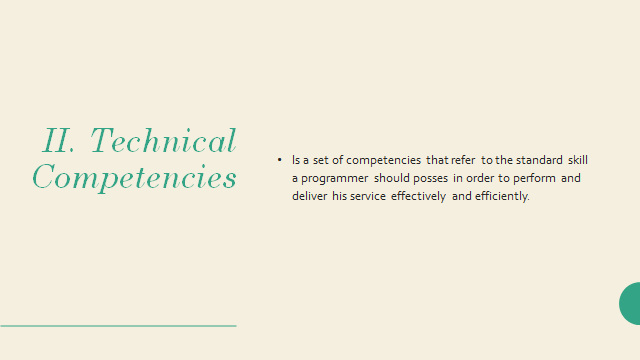 II. Technical
Competencies
• Is a set of competencies that refer to the standard skill
a programmer should posses in order to perform and
deliver his service effectively and efficiently.